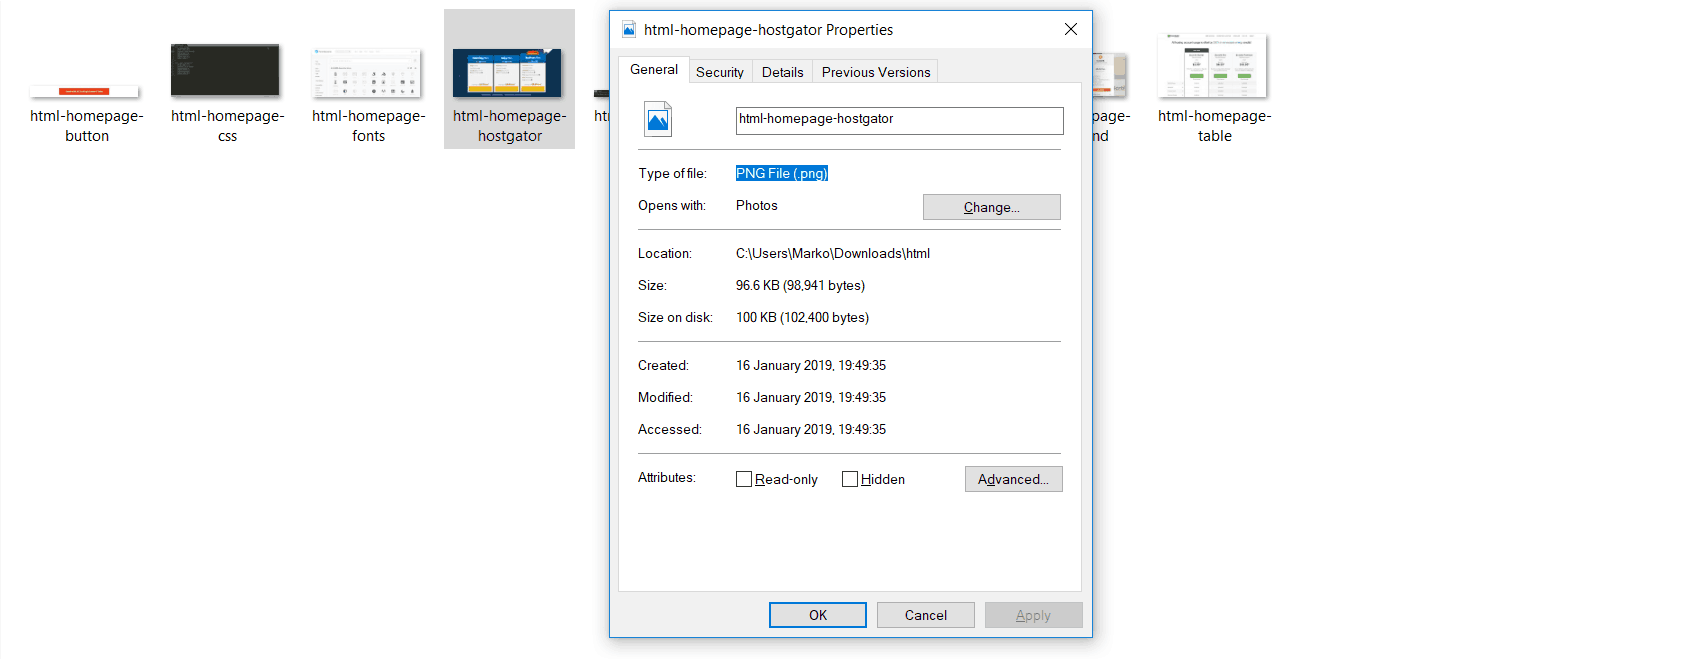 html-homepage-
button
html-homepage-
css
html-homepage-
fonts
html-homepage-
hostgator
ht
page-
nd
html-homepage-
table
html-homepage-hostgator Properties
General
Security
Details
Previous Versions
html-homepage-hostgator
Type of file: PNG File (.png)
Opens with: Photos
Change...
Location: C:\Users\Marko\Downloads\html
Size: 96.6 KB (98,941 bytes)
Size on disk: 100 KB (102,400 bytes)
Created: 16 January 2019, 19:49:35
Modified: 16 January 2019, 19:49:35
Accessed: 16 January 2019, 19:49:35
Attributes: Read-only Hidden Advanced...
OK Cancel Apply